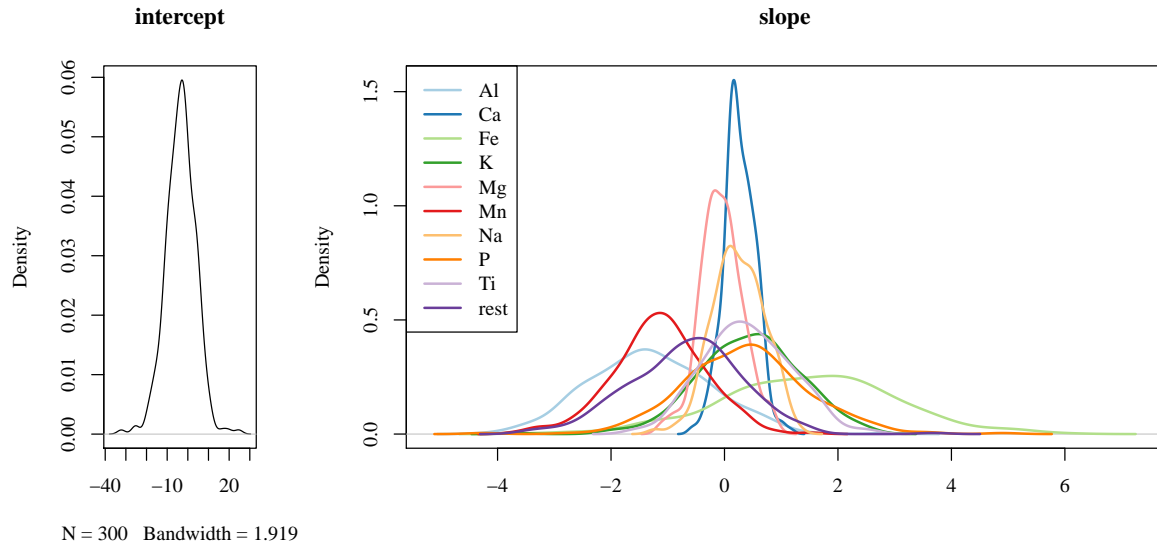 intercept
Density
0.00
0.01
0.02
0.03
0.04
0.05
0.06
−40
−10
20
N = 300 Bandwidth = 1.919
slope
Density
0.0
0.5
1.0
1.5
Al
Ca
Fe
K
Mg
Mn
Na
P
Ti
rest
−4
−2
0
2
4
6